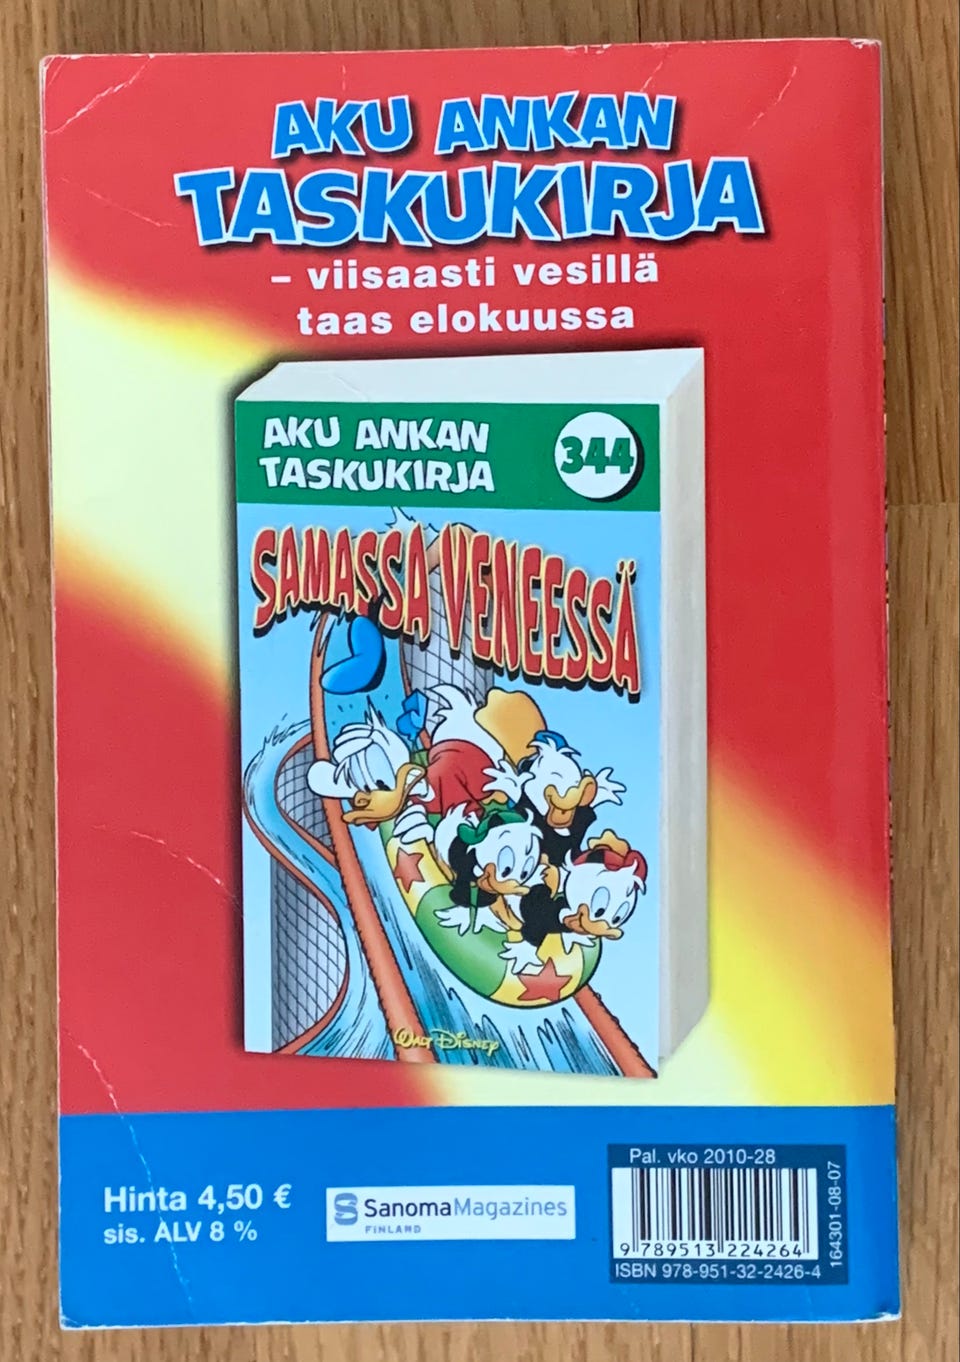 AKU ANKAN
TASKUKIRJA
– viisaasti vesillä
taas elokuussa
AKU ANKAN
TASKUKIRJA
344
SAMASSA VENEESSÄ
WALT DISNEY
Hinta 4,50 €
sis. ALV 8 %
SanomaMagazines
FINLAND
Pal. vko 2010-28
9 789513 224264
ISBN 978-951-32-2426-4
164301-08-07